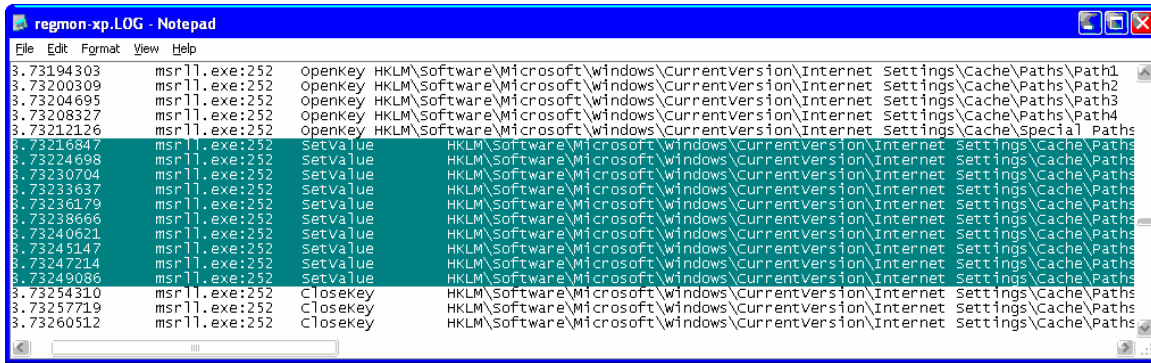 regmon-xp.LOG - Notepad
File Edit Format View Help
3.73194303 msrll.exe:252 OpenKey HKLM\Software\Microsoft\Windows\CurrentVersion\Internet Settings\Cache\Paths\Path1
3.73200309 msrll.exe:252 OpenKey HKLM\Software\Microsoft\Windows\CurrentVersion\Internet Settings\Cache\Paths\Path2
3.73204695 msrll.exe:252 OpenKey HKLM\Software\Microsoft\Windows\CurrentVersion\Internet Settings\Cache\Paths\Path3
3.73208327 msrll.exe:252 OpenKey HKLM\Software\Microsoft\Windows\CurrentVersion\Internet Settings\Cache\Paths\Path4
3.73212126 msrll.exe:252 OpenKey HKLM\Software\Microsoft\Windows\CurrentVersion\Internet Settings\Cache\Special Paths
3.73216847 msrll.exe:252 SetValue HKLM\Software\Microsoft\Windows\CurrentVersion\Internet Settings\Cache\Paths
3.73224698 msrll.exe:252 SetValue HKLM\Software\Microsoft\Windows\CurrentVersion\Internet Settings\Cache\Paths
3.73230704 msrll.exe:252 SetValue HKLM\Software\Microsoft\Windows\CurrentVersion\Internet Settings\Cache\Paths
3.73233637 msrll.exe:252 SetValue HKLM\Software\Microsoft\Windows\CurrentVersion\Internet Settings\Cache\Paths
3.73236179 msrll.exe:252 SetValue HKLM\Software\Microsoft\Windows\CurrentVersion\Internet Settings\Cache\Paths
3.73238666 msrll.exe:252 SetValue HKLM\Software\Microsoft\Windows\CurrentVersion\Internet Settings\Cache\Paths
3.73240621 msrll.exe:252 SetValue HKLM\Software\Microsoft\Windows\CurrentVersion\Internet Settings\Cache\Paths
3.73245147 msrll.exe:252 SetValue HKLM\Software\Microsoft\Windows\CurrentVersion\Internet Settings\Cache\Paths
3.73247214 msrll.exe:252 SetValue HKLM\Software\Microsoft\Windows\CurrentVersion\Internet Settings\Cache\Paths
3.73249086 msrll.exe:252 SetValue HKLM\Software\Microsoft\Windows\CurrentVersion\Internet Settings\Cache\Paths
3.73254310 msrll.exe:252 CloseKey HKLM\Software\Microsoft\Windows\CurrentVersion\Internet Settings\Cache\Paths
3.73257719 msrll.exe:252 CloseKey HKLM\Software\Microsoft\Windows\CurrentVersion\Internet Settings\Cache\Paths
3.73260512 msrll.exe:252 CloseKey HKLM\Software\Microsoft\Windows\CurrentVersion\Internet Settings\Cache\Paths